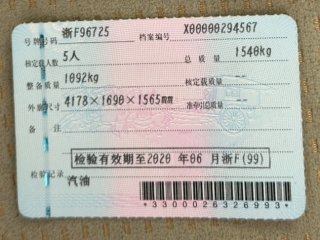 号牌号码 浙F96725 档案编号 X00000294567
核定载人数 5人 总质量 1540kg
整备质量 1092kg 核定载质量
外廓尺寸 4178×1690×1565mm 准牵引总质量
备注
检验有效期至2020 年06 月浙F(99)
检验记录 汽油
*3300026326993*